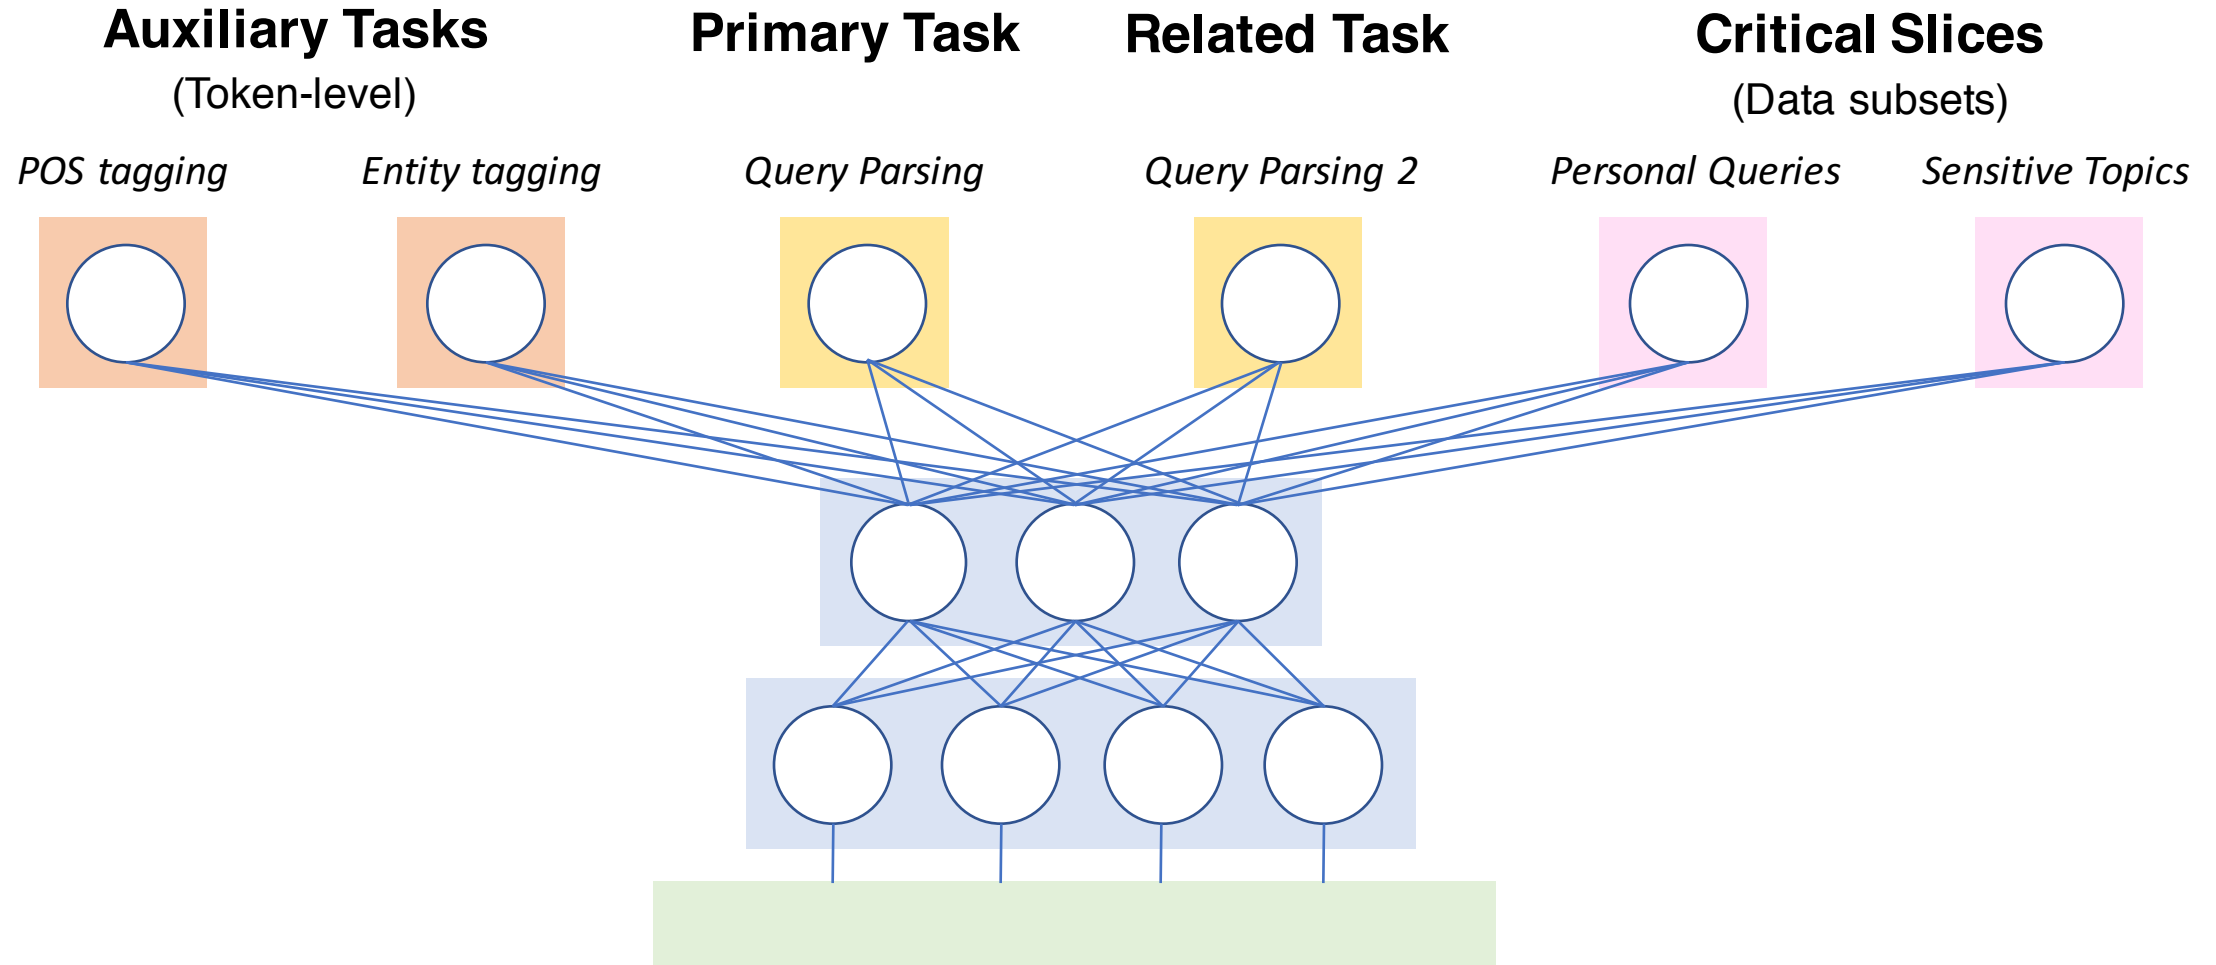 Auxiliary Tasks
(Token-level)
Primary Task
Related Task
Critical Slices
(Data subsets)
POS tagging
Entity tagging
Query Parsing
Query Parsing 2
Personal Queries
Sensitive Topics